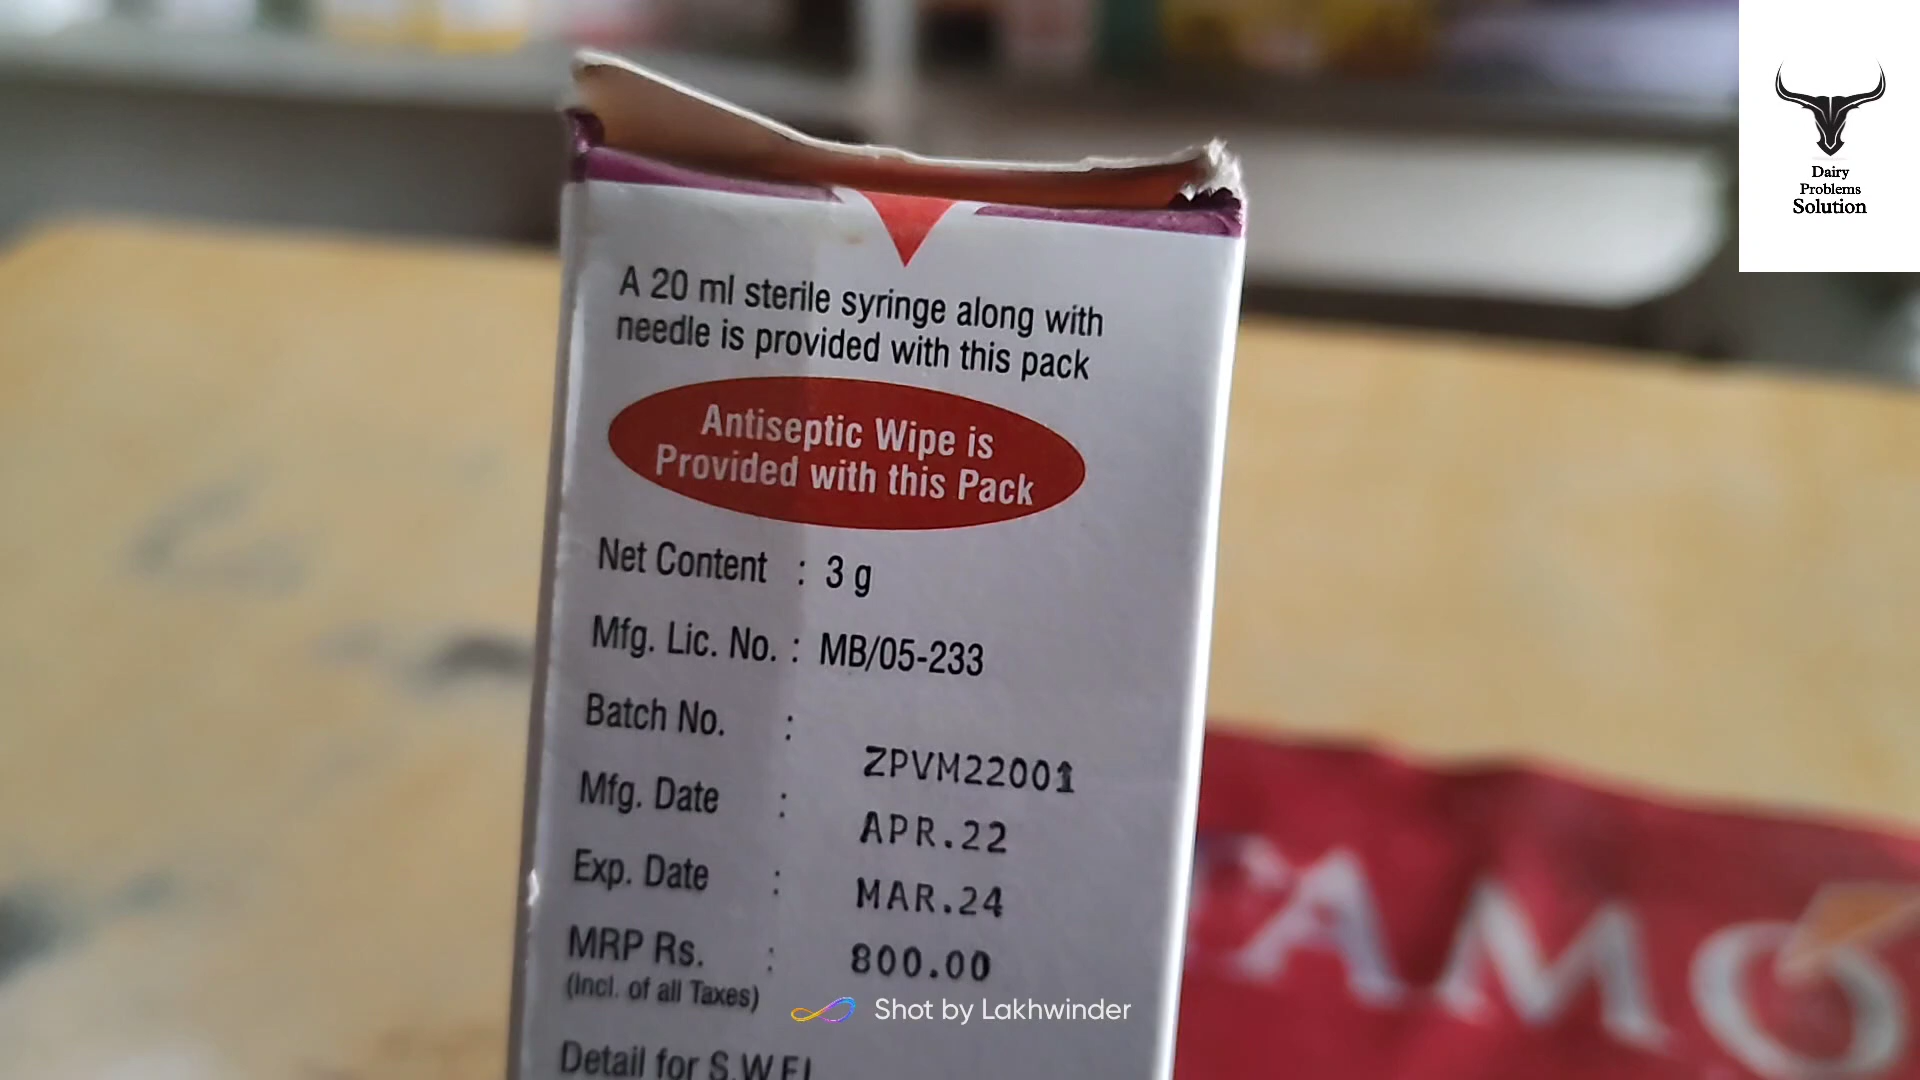 Dairy
Problems
Solution
A 20 ml sterile syringe along with
needle is provided with this pack
Antiseptic Wipe is
Provided with this Pack
Net Content : 3 g
Mfg. Lic. No. : MB/05-233
Batch No. : ZPVM22001
Mfg. Date : APR.22
Exp. Date : MAR.24
MRP Rs. : 800.00
(Incl. of all Taxes)
Shot by Lakhwinder
Detail for S.W.F.I.